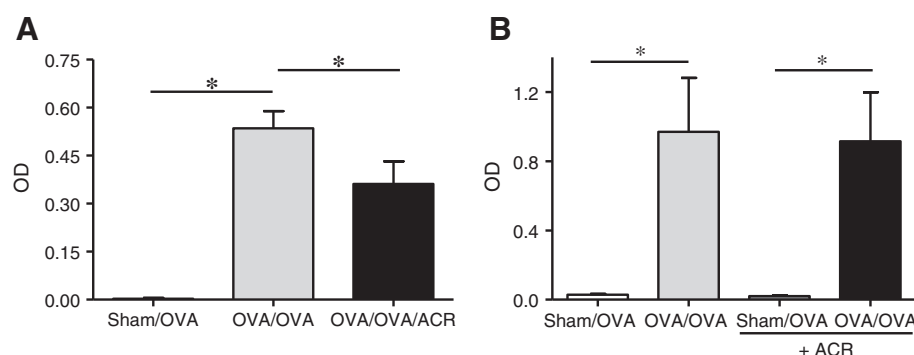 A
0.75
0.60
0.45
0.30
0.15
0.00
OD
*
*
Sham/OVA
OVA/OVA
OVA/OVA/ACR
B
1.2
0.8
0.4
0.0
OD
*
*
Sham/OVA
OVA/OVA
Sham/OVA
OVA/OVA
+ ACR